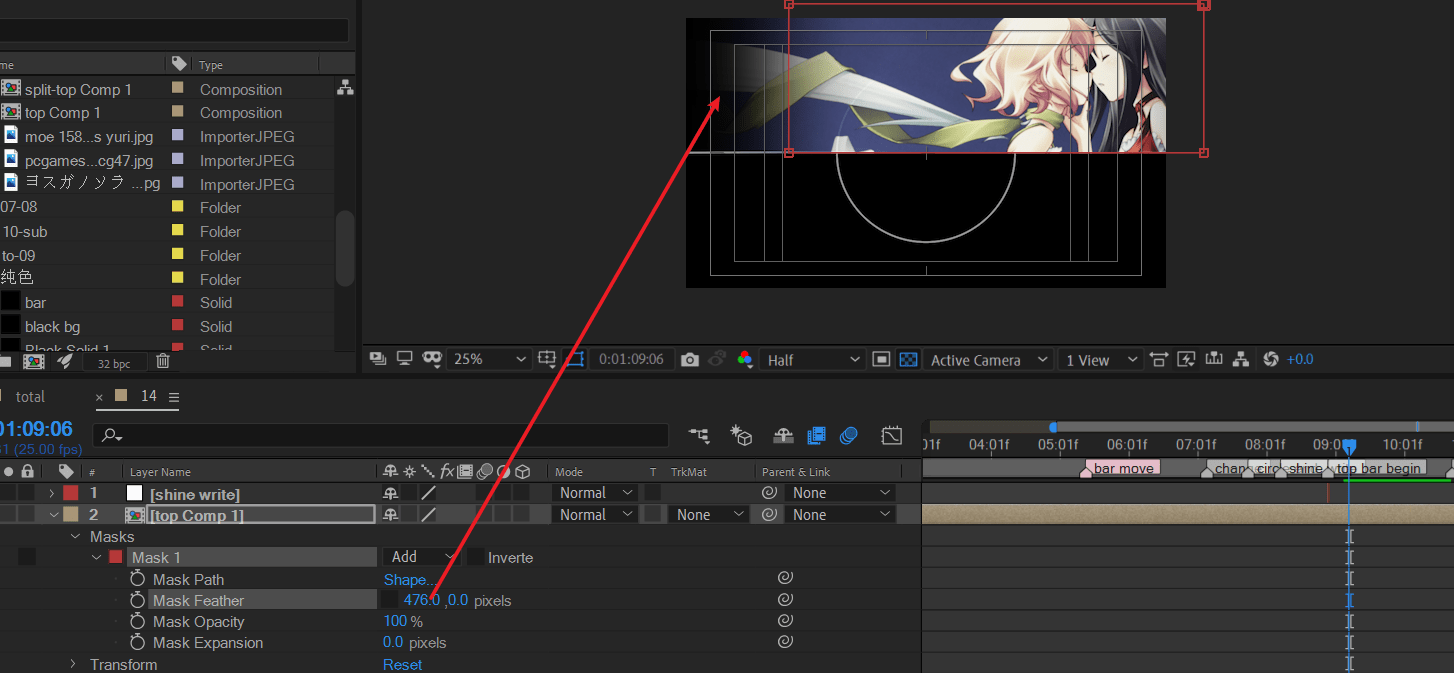 me Type
split-top Comp 1 Composition
top Comp 1 Composition
moe 158...s yuri.jpg ImporterJPEG
pcgames...cg47.jpg ImporterJPEG
ヨスガノソラ ...pg ImporterJPEG
07-08 Folder
10-sub Folder
to-09 Folder
纯色 Folder
bar Solid
black bg Solid
Black Solid 1 Solid
32 bpc
25% 0:01:09:06 Half Active Camera 1 View +0.0
total × 14
01:09:06
(25.00 fps)
01f 04:01f 05:01f 06:01f 07:01f 08:01f 09:0 10:01f
# Layer Name fx Mode T TrkMat Parent & Link
bar move chan circ shine top bar begin
1 [shine write] Normal None
2 [top Comp 1] Normal None None
Masks
Mask 1 Add Inverte
Mask Path Shape...
Mask Feather 476.0 ,0.0 pixels
Mask Opacity 100 %
Mask Expansion 0.0 pixels
Transform Reset